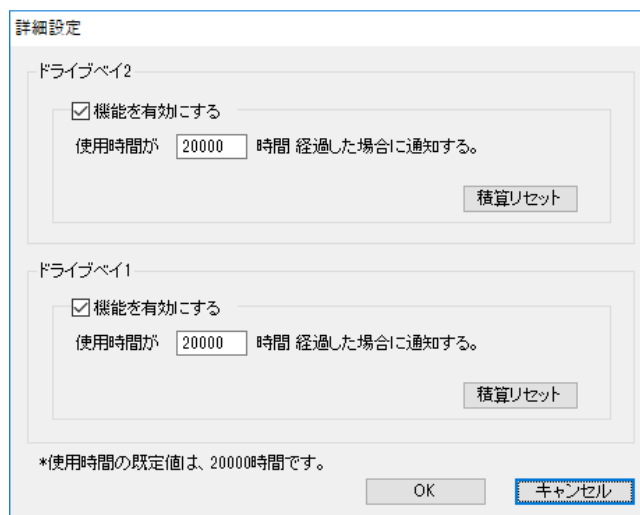 詳細設定
ドライブベイ2
機能を有効にする
使用時間が 20000 時間 経過した場合に通知する。
積算リセット
ドライブベイ1
機能を有効にする
使用時間が 20000 時間 経過した場合に通知する。
積算リセット
*使用時間の既定値は、20000時間です。
OK キャンセル